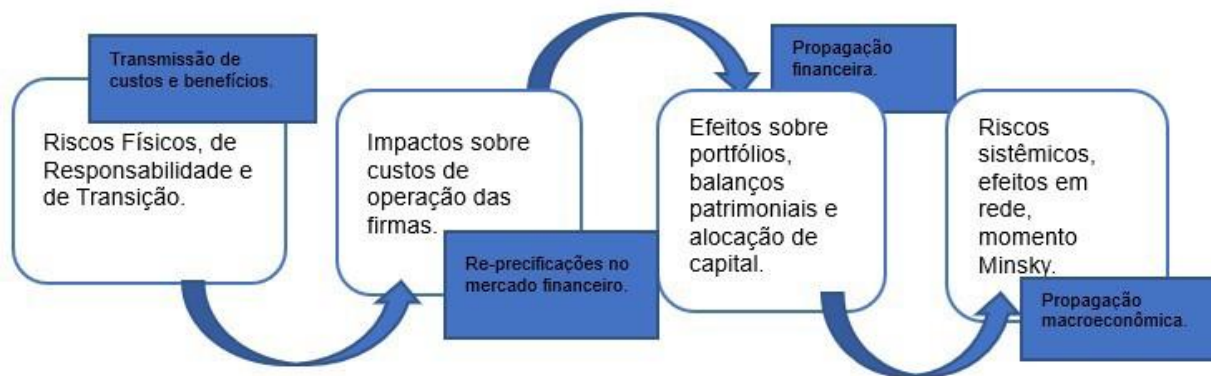 Transmissão de
custos e benefícios.
Riscos Físicos, de
Responsabilidade e
de Transição.
Impactos sobre
custos de
operação das
firmas.
Re-precificações no
mercado financeiro.
Propagação
financeira.
Efeitos sobre
portfólios,
balanços
patrimoniais e
alocação de
capital.
Riscos
sistêmicos,
efeitos em
rede,
momento
Minsky.
Propagação
macroeconômica.